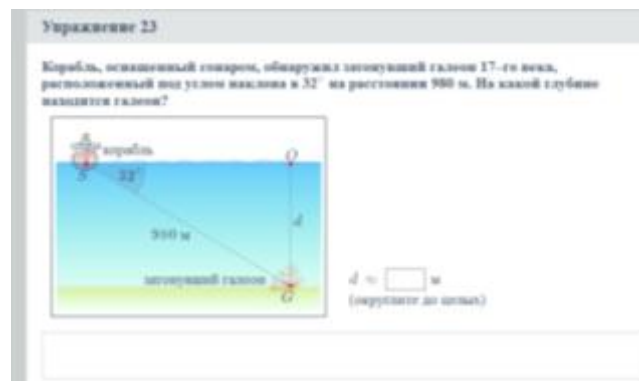 Упражнение 23
Корабль, оснащенный сонаром, обнаружил затонувший галеон 17-го века,
расположенный под углом наклона в 32° на расстоянии 980 м. На какой глубине
находится галеон?
корабль
S
32°
Q
980 м
d
затонувший галеон
G
d ≈ м
(округлите до целых)